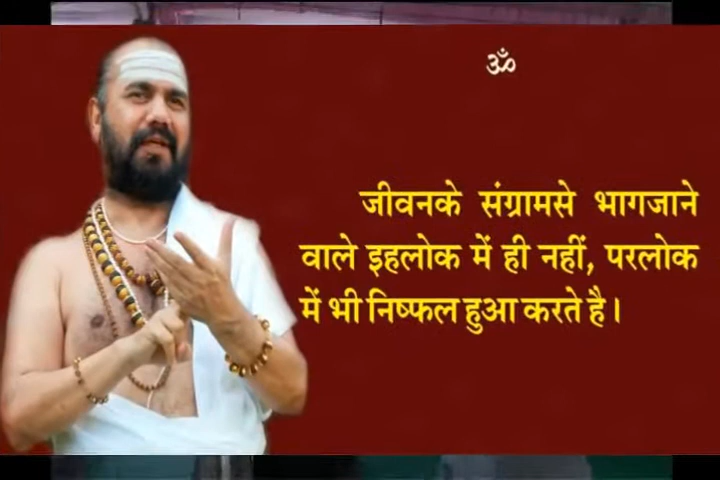 ॐ
जीवनके संग्रामसे भागजाने
वाले इहलोक में ही नहीं, परलोक
में भी निष्फल हुआ करते है।